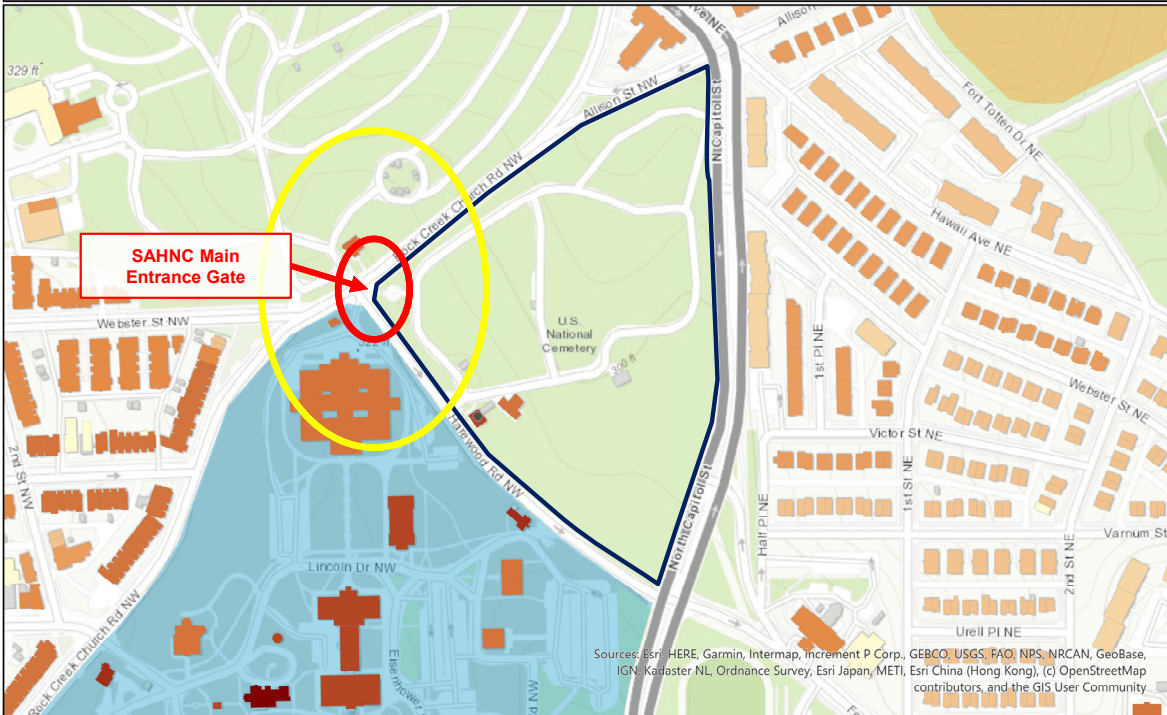 ve NE
Allison
329 ft
Allison St NW
N Capitol St
Fort Totten Dr NE
Rock Creek Church Rd NW
Hawaii Ave NE
SAHNC Main
Entrance Gate
Webster St NW
322 ft
U.S.
National
Cemetery
300 ft
1st Pl NE
Webster St NE
Victor St NE
2nd St NW
Harewood Rd NW
North Capitol St
Half Pl NE
1st St NE
2nd St NE
Varnum St
Lincoln Dr NW
Urell Pl NE
Rock Creek Church Rd NW
Eisenhower
Sources: Esri, HERE, Garmin, Intermap, increment P Corp., GEBCO, USGS, FAO, NPS, NRCAN, GeoBase,
IGN, Kadaster NL, Ordnance Survey, Esri Japan, METI, Esri China (Hong Kong), (c) OpenStreetMap
contributors, and the GIS User Community